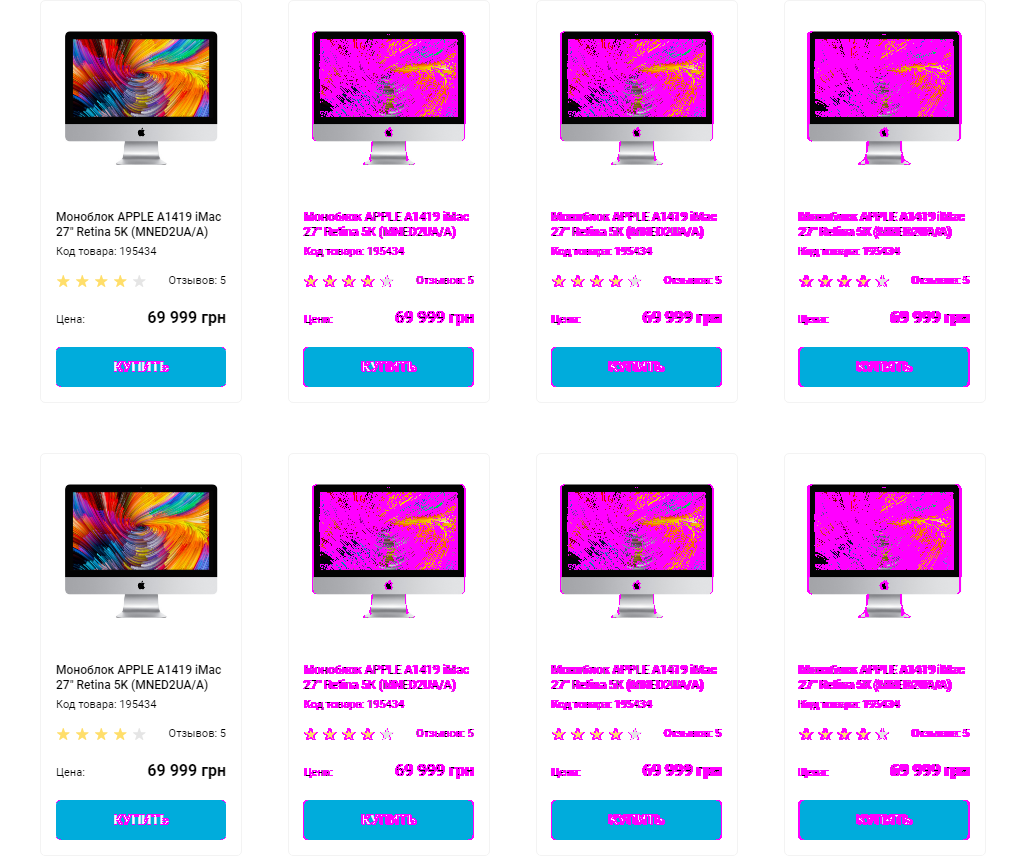 Моноблок APPLE A1419 iMac
27" Retina 5K (MNED2UA/A)
Код товара: 195434
Отзывов: 5
Цена: 69 999 грн
КУПИТЬ
Моноблок APPLE A1419 iMac
27" Retina 5K (MNED2UA/A)
Код товара: 195434
Отзывов: 5
Цена: 69 999 грн
КУПИТЬ
Моноблок APPLE A1419 iMac
27" Retina 5K (MNED2UA/A)
Код товара: 195434
Отзывов: 5
Цена: 69 999 грн
КУПИТЬ
Моноблок APPLE A1419 iMac
27" Retina 5K (MNED2UA/A)
Код товара: 195434
Отзывов: 5
Цена: 69 999 грн
КУПИТЬ
Моноблок APPLE A1419 iMac
27" Retina 5K (MNED2UA/A)
Код товара: 195434
Отзывов: 5
Цена: 69 999 грн
КУПИТЬ
Моноблок APPLE A1419 iMac
27" Retina 5K (MNED2UA/A)
Код товара: 195434
Отзывов: 5
Цена: 69 999 грн
КУПИТЬ
Моноблок APPLE A1419 iMac
27" Retina 5K (MNED2UA/A)
Код товара: 195434
Отзывов: 5
Цена: 69 999 грн
КУПИТЬ
Моноблок APPLE A1419 iMac
27" Retina 5K (MNED2UA/A)
Код товара: 195434
Отзывов: 5
Цена: 69 999 грн
КУПИТЬ